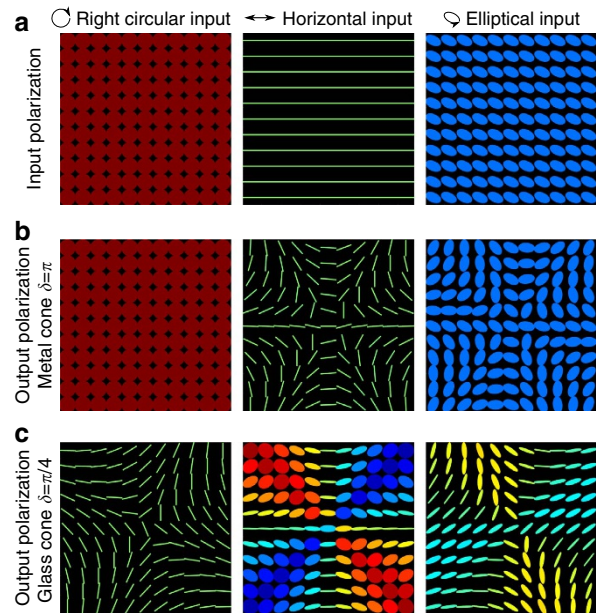 a
Right circular input
Horizontal input
Elliptical input
Input polarization
b
Output polarization
Metal cone δ=π
c
Output polarization
Glass cone δ=π/4